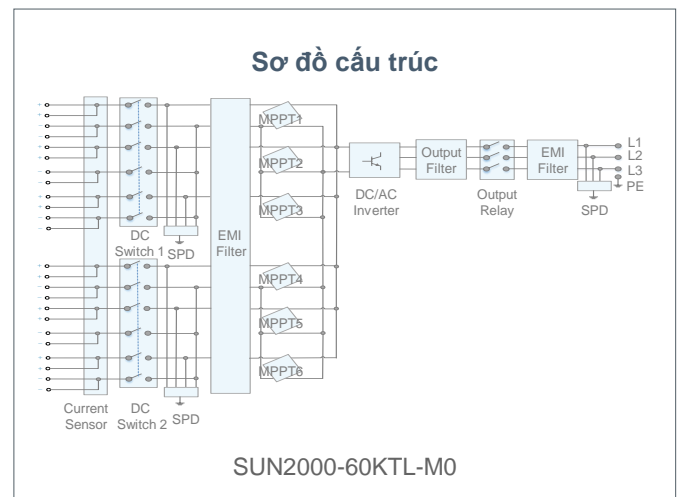 Sơ đồ cấu trúc
MPPT1
MPPT2
MPPT3
MPPT4
MPPT5
MPPT6
DC
Switch 1
SPD
EMI
Filter
DC/AC
Inverter
Output
Filter
Output
Relay
EMI
Filter
L1
L2
L3
PE
SPD
Current
Sensor
DC
Switch 2
SPD
SUN2000-60KTL-M0